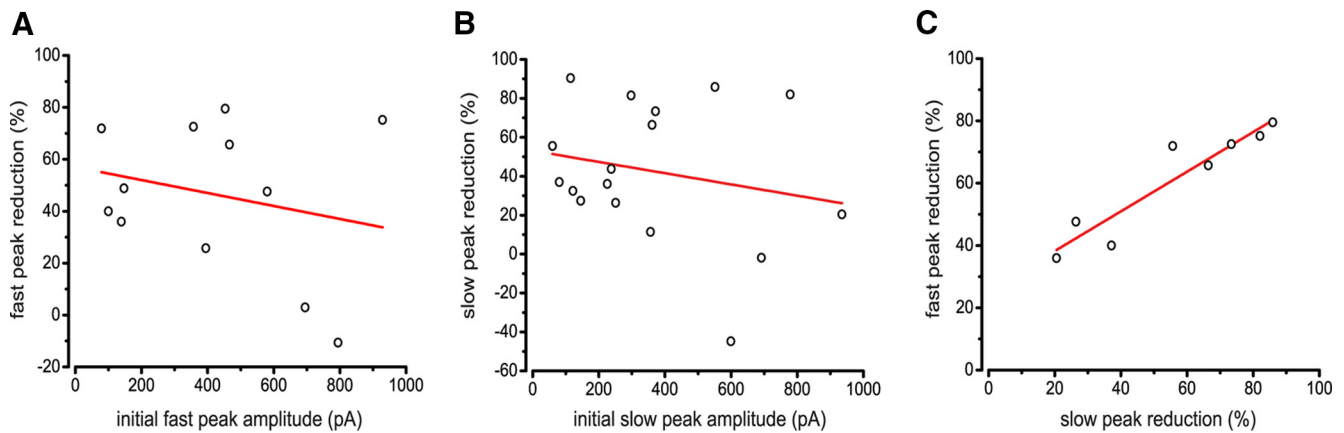 A
fast peak reduction (%)
100
80
60
40
20
0
-20
0 200 400 600 800 1000
initial fast peak amplitude (pA)
B
slow peak reduction (%)
100
80
60
40
20
0
-20
-40
-60
0 200 400 600 800 1000
initial slow peak amplitude (pA)
C
fast peak reduction (%)
100
80
60
40
20
0
0 20 40 60 80 100
slow peak reduction (%)